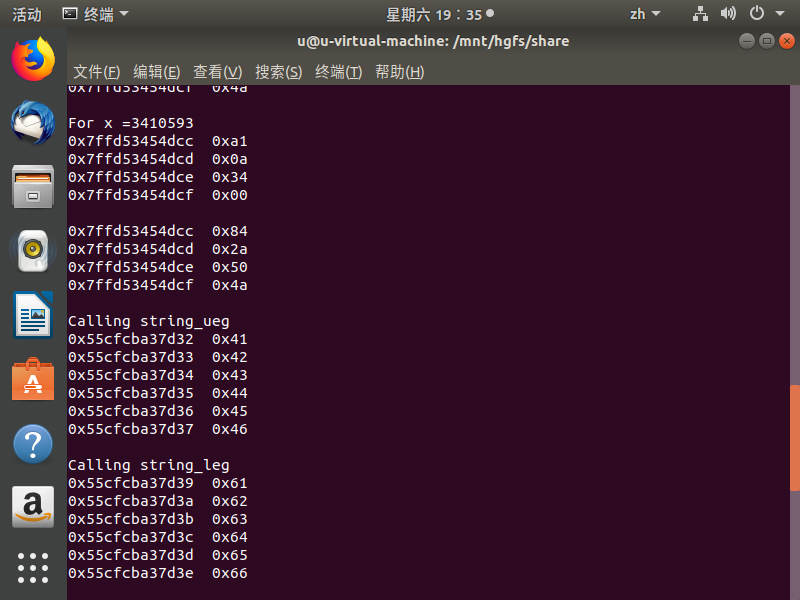 活动 终端 星期六 19：35 zh
u@u-virtual-machine: /mnt/hgfs/share
文件(F) 编辑(E) 查看(V) 搜索(S) 终端(T) 帮助(H)
0x7ffd53454dcf 0x4a
For x =3410593
0x7ffd53454dcc 0xa1
0x7ffd53454dcd 0x0a
0x7ffd53454dce 0x34
0x7ffd53454dcf 0x00
0x7ffd53454dcc 0x84
0x7ffd53454dcd 0x2a
0x7ffd53454dce 0x50
0x7ffd53454dcf 0x4a
Calling string_ueg
0x55cfcba37d32 0x41
0x55cfcba37d33 0x42
0x55cfcba37d34 0x43
0x55cfcba37d35 0x44
0x55cfcba37d36 0x45
0x55cfcba37d37 0x46
Calling string_leg
0x55cfcba37d39 0x61
0x55cfcba37d3a 0x62
0x55cfcba37d3b 0x63
0x55cfcba37d3c 0x64
0x55cfcba37d3d 0x65
0x55cfcba37d3e 0x66